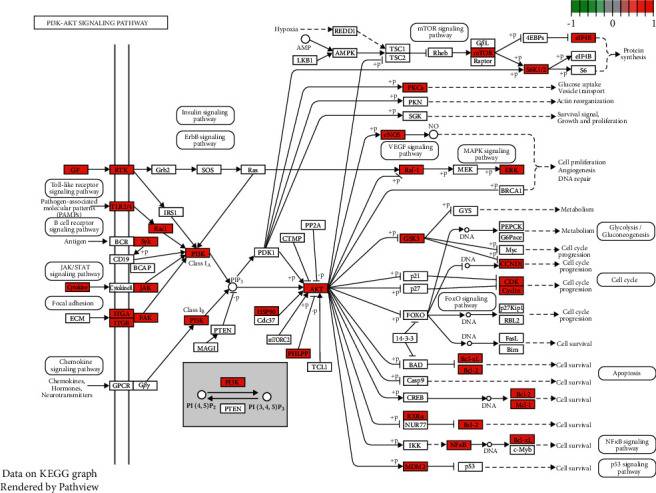 PI3K-AKT SIGNALING PATHWAY
-1 0 1
Hypoxia
REDD1
AMP
LKB1
AMPK
TSC1
TSC2
Rheb
mTOR signaling
pathway
GβL
mTOR
Raptor
4EBPs
eIF4E
S6K1/2
eIF4B
S6
Protein
synthesis
PKCs
Glucose uptake
Vesicle transport
PKN
Actin reorganization
SGK
Survival signal,
Growth and proliferation
Insulin signaling
pathway
ErbB signaling
pathway
eNOS
NO
VEGF signaling
pathway
MAPK signaling
pathway
GF
RTK
Grb2
SOS
Ras
Raf-1
MEK
ERK
Cell proliferation
Angiogenesis
DNA repair
BRCA1
Toll-like receptor
signaling pathway
Pathogen-associated
molecular patterns
(PAMPs)
TLR2/4
IRS1
Rac1
B cell receptor
signaling pathway
Antigen
BCR
Syk
CD19
BCAP
PI3K
Class IA
PDK1
PP2A
CTMP
GYS
Metabolism
GSK3
PEPCK
G6Pase
DNA
Metabolism
Glycolysis /
Gluconeogenesis
Myc
Cell cycle
progression
CCND1
Cell cycle
progression
JAK/STAT
signaling pathway
Cytokine
CytokineR
JAK
PIP3
AKT
p21
p27
CDK
Cyclin
Cell cycle
progression
Cell cycle
FoxO signaling
pathway
Focal adhesion
ECM
ITGA
ITGB
FAK
Class IB
PI3K
PTEN
MAGI
HSP90
Cdc37
mTORC2
PHLPP
TCL1
FOXO
DNA
p27Kip1
RBL2
Cell cycle
progression
14-3-3
DNA
FasL
Bim
Cell survival
Chemokine
signaling pathway
Chemokines,
Hormones,
Neurotransmitters
GPCR
Gβγ
PI3K
PI (4, 5)P2
PTEN
PI (3, 4, 5)P3
BAD
Bcl-xL
Bcl-2
Cell survival
Casp9
Apoptosis
CREB
DNA
Bcl-2
Mcl-1
Cell survival
RXRα
NUR77
Bcl-2
Cell survival
IKK
NFκB
DNA
Bcl-xL
c-Myb
Cell survival
NFκB signaling
pathway
MDM2
p53
Cell survival
p53 signaling
pathway
Data on KEGG graph
Rendered by Pathview